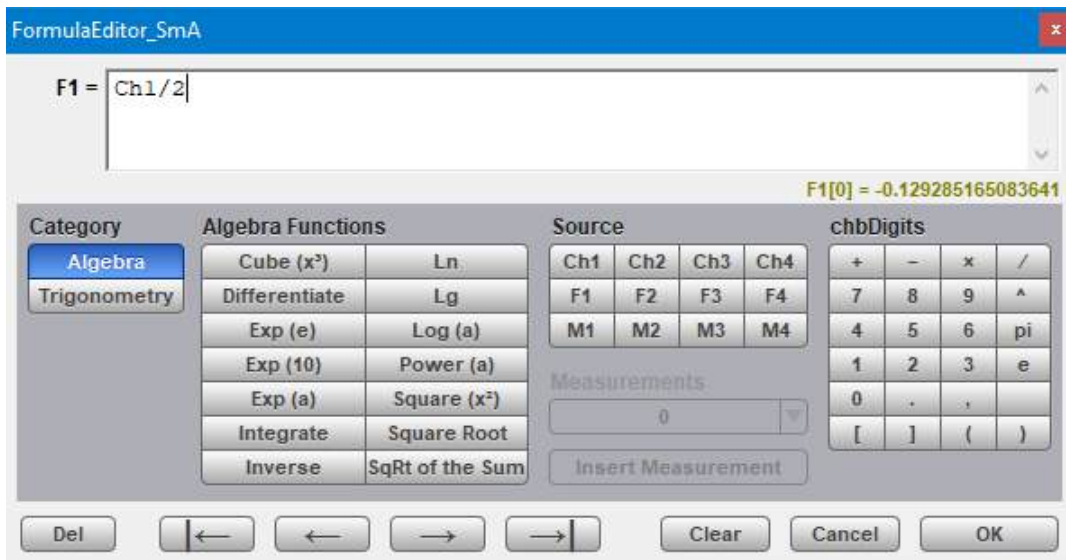 FormulaEditor_SmA
x
F1 = Ch1/2
F1[0] = -0.129285165083641
Category Algebra Functions Source chbDigits
Algebra Cube (x³) Ln Ch1 Ch2 Ch3 Ch4 + - × /
Trigonometry Differentiate Lg F1 F2 F3 F4 7 8 9 ^
Exp (e) Log (a) M1 M2 M3 M4 4 5 6 pi
Exp (10) Power (a) Measurements 1 2 3 e
Exp (a) Square (x²) 0 0 . ,
Integrate Square Root [ ] ( )
Inverse SqRt of the Sum Insert Measurement
Del |← ← → →| Clear Cancel OK